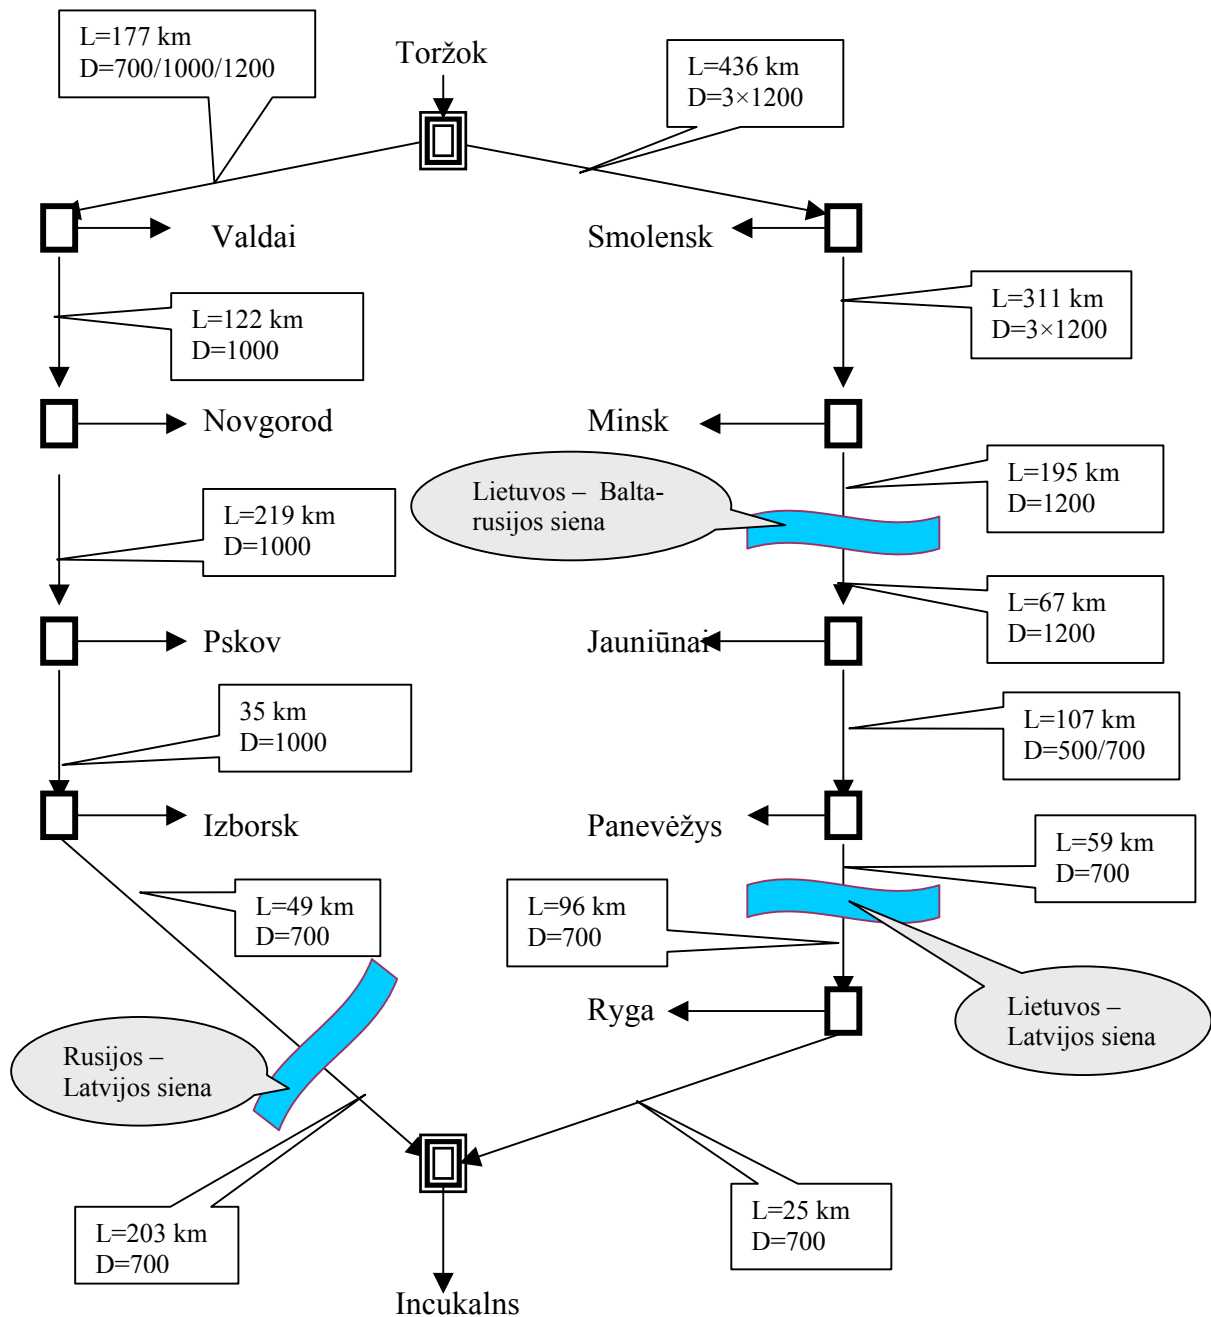 L=177 km
D=700/1000/1200
Toržok
L=436 km
D=3×1200
Valdai
Smolensk
L=122 km
D=1000
L=311 km
D=3×1200
Novgorod
Minsk
Lietuvos – Balta-
rusijos siena
L=195 km
D=1200
L=219 km
D=1000
L=67 km
D=1200
Pskov
Jauniūnai
35 km
D=1000
L=107 km
D=500/700
Izborsk
Panevėžys
L=59 km
D=700
L=49 km
D=700
L=96 km
D=700
Ryga
Lietuvos –
Latvijos siena
Rusijos –
Latvijos siena
L=203 km
D=700
L=25 km
D=700
Incukalns